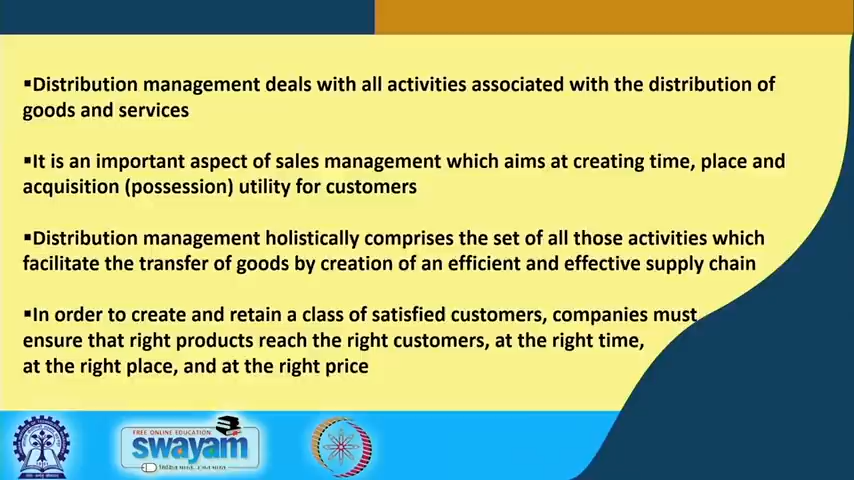 ▪Distribution management deals with all activities associated with the distribution of
goods and services
▪It is an important aspect of sales management which aims at creating time, place and
acquisition (possession) utility for customers
▪Distribution management holistically comprises the set of all those activities which
facilitate the transfer of goods by creation of an efficient and effective supply chain
▪In order to create and retain a class of satisfied customers, companies must
ensure that right products reach the right customers, at the right time,
at the right place, and at the right price
FREE ONLINE EDUCATION
swayam